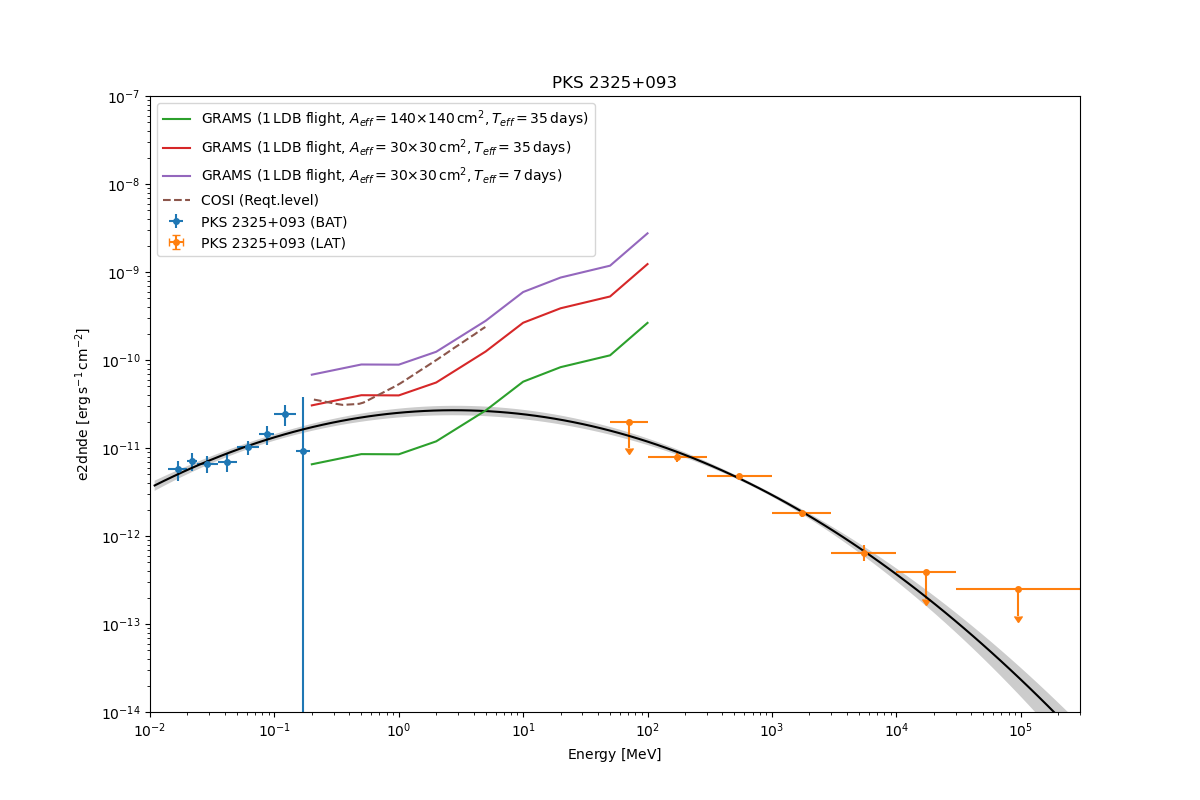 PKS 2325+093
GRAMS (1 LDB flight, A_eff = 140×140 cm², T_eff = 35 days)
GRAMS (1 LDB flight, A_eff = 30×30 cm², T_eff = 35 days)
GRAMS (1 LDB flight, A_eff = 30×30 cm², T_eff = 7 days)
COSI (Reqt.level)
PKS 2325+093 (BAT)
PKS 2325+093 (LAT)
e2dnde [erg s⁻¹ cm⁻²]
10⁻⁷
10⁻⁸
10⁻⁹
10⁻¹⁰
10⁻¹¹
10⁻¹²
10⁻¹³
10⁻¹⁴
10⁻² 10⁻¹ 10⁰ 10¹ 10² 10³ 10⁴ 10⁵
Energy [MeV]